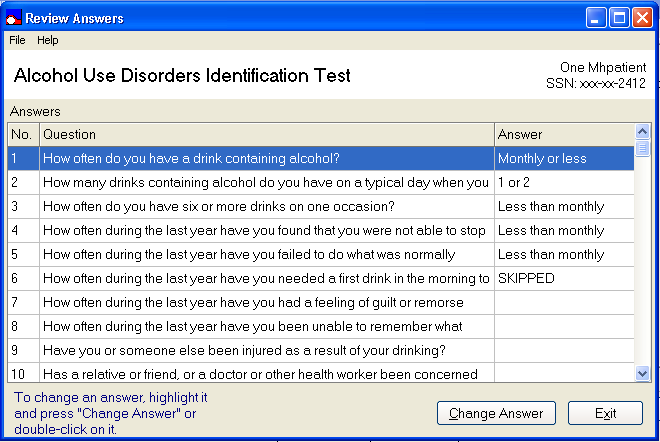 Review Answers
File Help
Alcohol Use Disorders Identification Test
One Mhpatient
SSN: xxx-xx-2412
Answers
No. Question Answer
1 How often do you have a drink containing alcohol? Monthly or less
2 How many drinks containing alcohol do you have on a typical day when you 1 or 2
3 How often do you have six or more drinks on one occasion? Less than monthly
4 How often during the last year have you found that you were not able to stop Less than monthly
5 How often during the last year have you failed to do what was normally Less than monthly
6 How often during the last year have you needed a first drink in the morning to SKIPPED
7 How often during the last year have you had a feeling of guilt or remorse
8 How often during the last year have you been unable to remember what
9 Have you or someone else been injured as a result of your drinking?
10 Has a relative or friend, or a doctor or other health worker been concerned
To change an answer, highlight it
and press "Change Answer" or
double-click on it.
Change Answer Exit